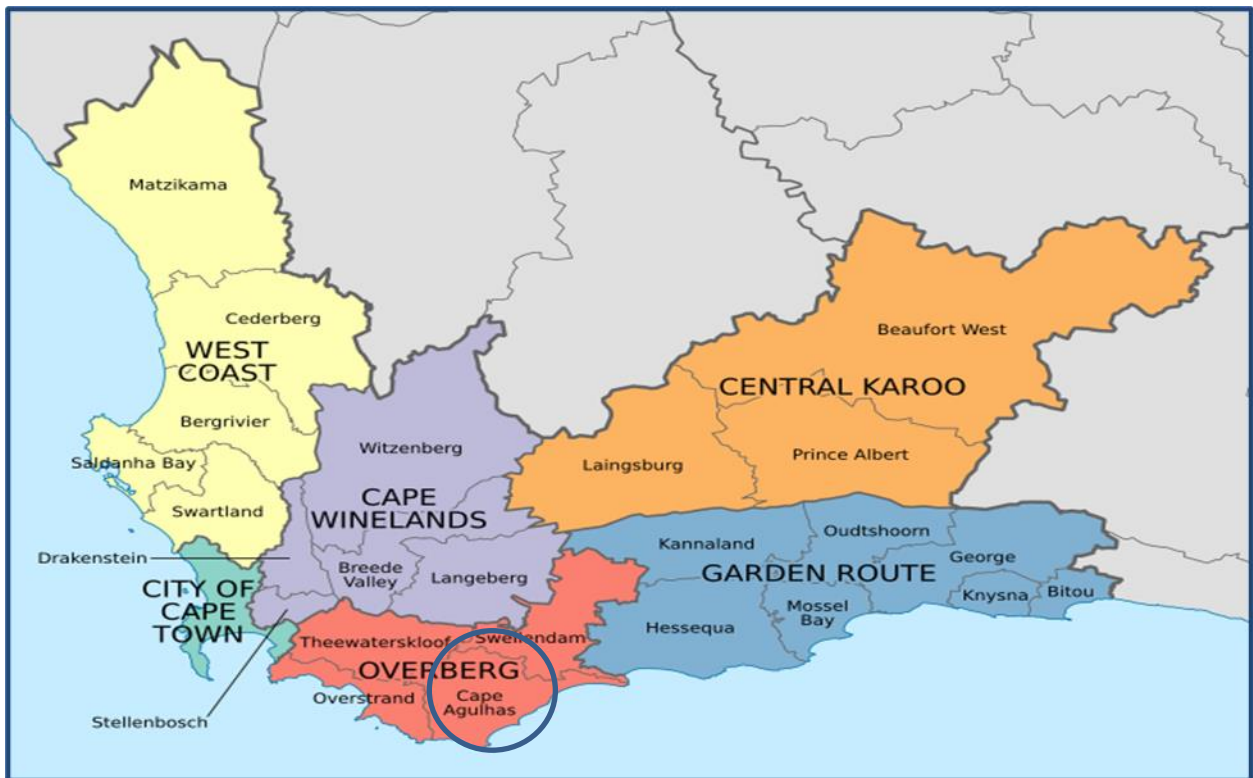 Matzikama
Cederberg
WEST
COAST
Bergrivier
Saldanha Bay
Swartland
Drakenstein
CITY OF
CAPE
TOWN
Stellenbosch
Witzenberg
CAPE
WINELANDS
Breede
Valley
Langeberg
Theewaterskloof
Swellendam
OVERBERG
Overstrand
Cape
Agulhas
Beaufort West
CENTRAL KAROO
Laingsburg
Prince Albert
Kannaland
Oudtshoorn
George
GARDEN ROUTE
Hessequa
Mossel
Bay
Knysna
Bitou